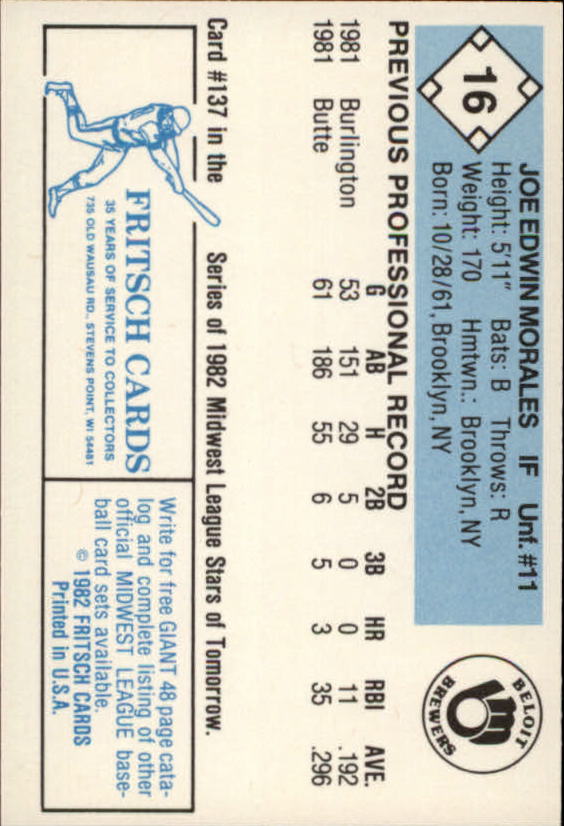 16
JOE EDWIN MORALES IF Unf. #11
Height: 5'11" Bats: B Throws: R
Weight: 170 Hmtwn.: Brooklyn, NY
Born: 10/28/61, Brooklyn, NY
BELOIT
BREWERS
PREVIOUS PROFESSIONAL RECORD
G AB H 2B 3B HR RBI AVE.
1981 Burlington 53 151 29 5 0 0 11 .192
1981 Butte 61 186 55 6 5 3 35 .296
Card #137 in the Series of 1982 Midwest League Stars of Tomorrow.
FRITSCH CARDS
35 YEARS OF SERVICE TO COLLECTORS
735 OLD WAUSAU RD., STEVENS POINT, WI 54481
Write for free GIANT 48 page cata-
log and complete listing of other
official MIDWEST LEAGUE base-
ball card sets available.
© 1982 FRITSCH CARDS
Printed in U.S.A.